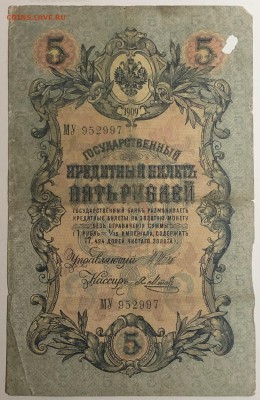 5 5
1909
МУ 952997
ГОСУДАРСТВЕННЫЙ
КРЕДИТНЫЙ БИЛЕТЪ
ПЯТЬ РУБЛЕЙ
ГОСУДАРСТВЕННЫЙ БАНКЪ РАЗМѢНИВАЕТЪ
КРЕДИТНЫЕ БИЛЕТЫ НА ЗОЛОТУЮ МОНЕТУ
БЕЗЪ ОГРАНИЧЕНІЯ СУММЫ
(1 РУБЛЬ = 1/15 ИМПЕРІАЛА, СОДЕРЖИТЪ
17,424 ДОЛЕЙ ЧИСТАГО ЗОЛОТА)
Управляющій
Кассиръ
МУ 952997
5